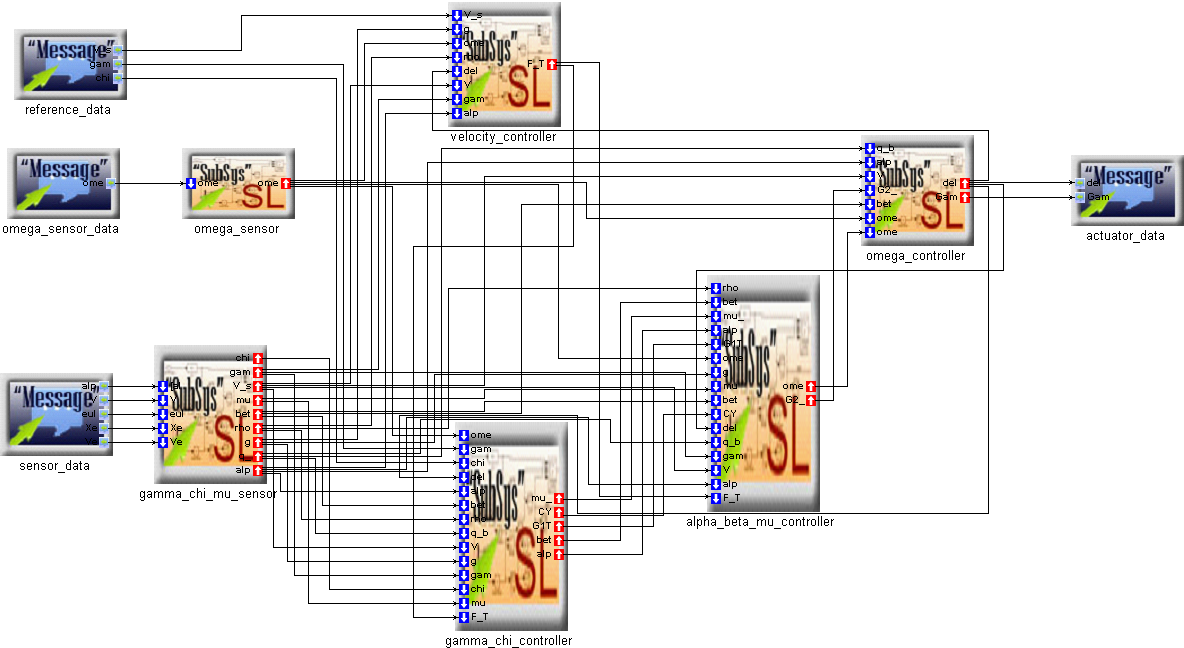 "Message"
gam
chi
reference_data
"Message"
ome
omega_sensor_data
"SubSys"
SL
ome
ome
omega_sensor
"Message"
alp
V
eul
Xe
Ve
sensor_data
"SubSys"
SL
V
eul
Xe
Ve
chi
gam
V_s
mu
bet
rho
g
q_
alp
gamma_chi_mu_sensor
"SubSys"
SL
V_s
g
ome
rho
del
V
gam
alp
F_T
velocity_controller
"SubSys"
SL
ome
gam
chi
del
alp
bet
rho
q_b
V
g
gam
chi
mu
F_T
mu_
CY
G1T
bet
alp
gamma_chi_controller
"SubSys"
SL
rho
bet
mu_
alp
G1T
ome
g
mu
bet
CY
del
q_b
gam
V
alp
F_T
ome
G2_
alpha_beta_mu_controller
"SubSys"
SL
q_b
alp
V
G2_
bet
ome
ome
del
Gam
omega_controller
"Message"
del
Gam
actuator_data